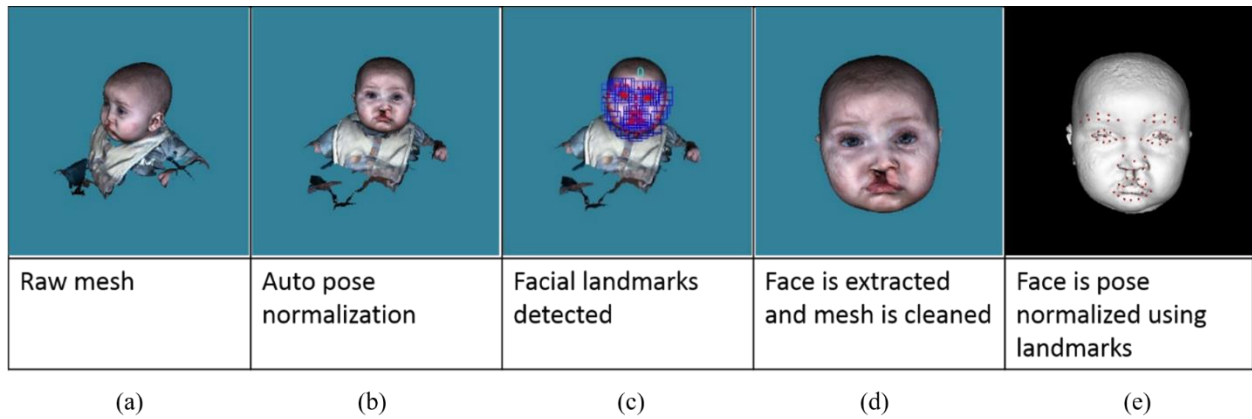 0
Raw mesh
Auto pose
normalization
Facial landmarks
detected
Face is extracted
and mesh is cleaned
Face is pose
normalized using
landmarks
(a)
(b)
(c)
(d)
(e)